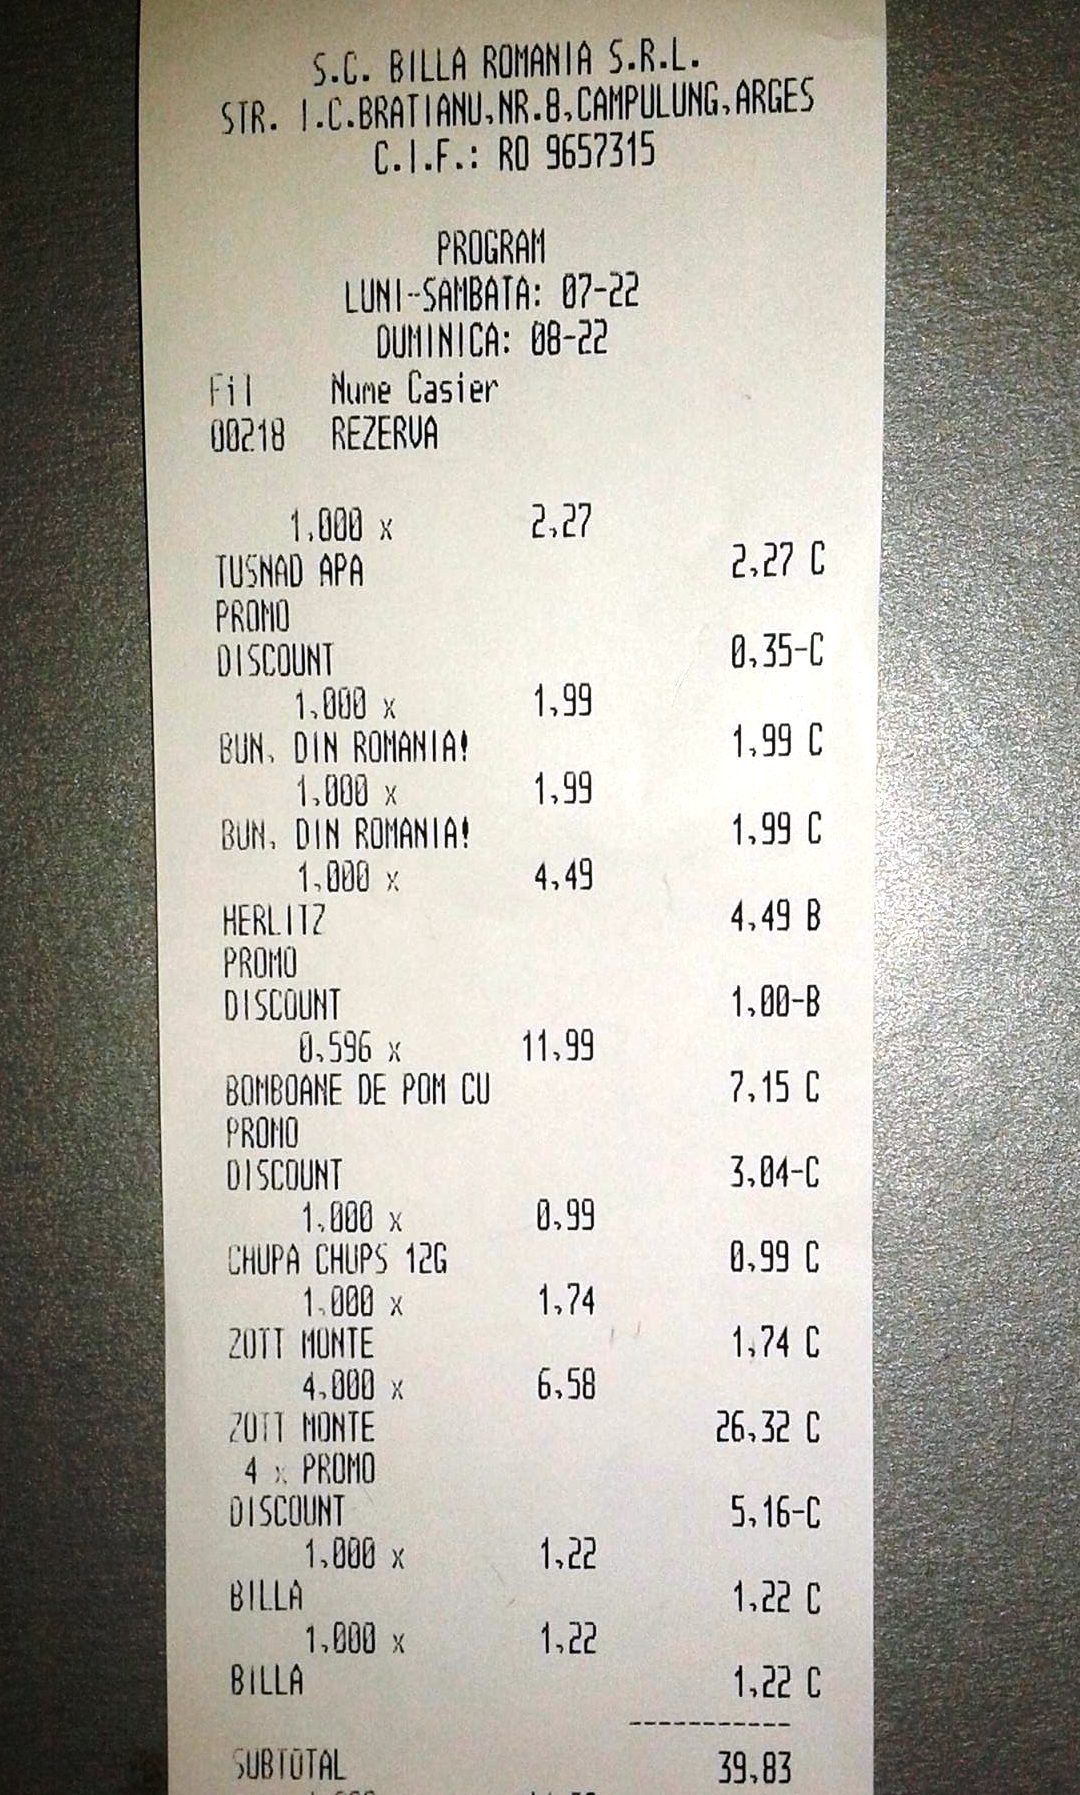 S.C. BILLA ROMANIA S.R.L.
STR. I.C.BRATIANU,NR.8,CAMPULUNG,ARGES
C.I.F.: RO 9657315
PROGRAM
LUNI-SAMBATA: 07-22
DUMINICA: 08-22
Fil Nume Casier
00218 REZERVA
1,000 x 2,27
TUSNAD APA 2,27 C
PROMO
DISCOUNT 0,35-C
1,000 x 1,99
BUN, DIN ROMANIA! 1,99 C
1,000 x 1,99
BUN, DIN ROMANIA! 1,99 C
1,000 x 4,49
HERLITZ 4,49 B
PROMO
DISCOUNT 1,00-B
0,596 x 11,99
BOMBOANE DE POM CU 7,15 C
PROMO
DISCOUNT 3,04-C
1,000 x 0,99
CHUPA CHUPS 12G 0,99 C
1,000 x 1,74
ZOTT MONTE 1,74 C
4,000 x 6,58
ZOTT MONTE 26,32 C
4 x PROMO
DISCOUNT 5,16-C
1,000 x 1,22
BILLA 1,22 C
1,000 x 1,22
BILLA 1,22 C
-----------
SUBTOTAL 39,83